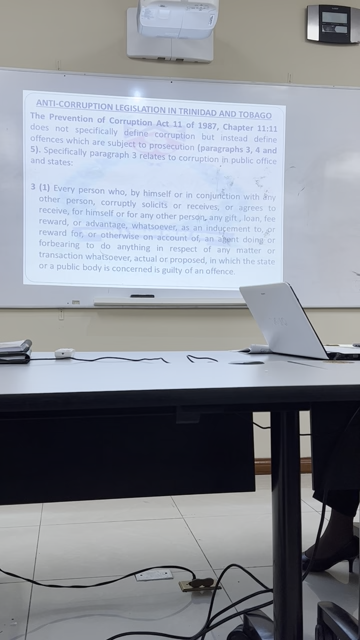 ANTI-CORRUPTION LEGISLATION IN TRINIDAD AND TOBAGO
The Prevention of Corruption Act 11 of 1987, Chapter 11:11
does not specifically define corruption but instead define
offences which are subject to prosecution (paragraphs 3, 4 and
5). Specifically paragraph 3 relates to corruption in public office
and states:
3 (1) Every person who, by himself or in conjunction with any
other person, corruptly solicits or receives, or agrees to
receive, for himself or for any other person, any gift, loan, fee
reward, or advantage, whatsoever, as an inducement to, or
reward for, or otherwise on account of, an agent doing or
forbearing to do anything in respect of any matter or
transaction whatsoever, actual or proposed, in which the state
or a public body is concerned is guilty of an offence.